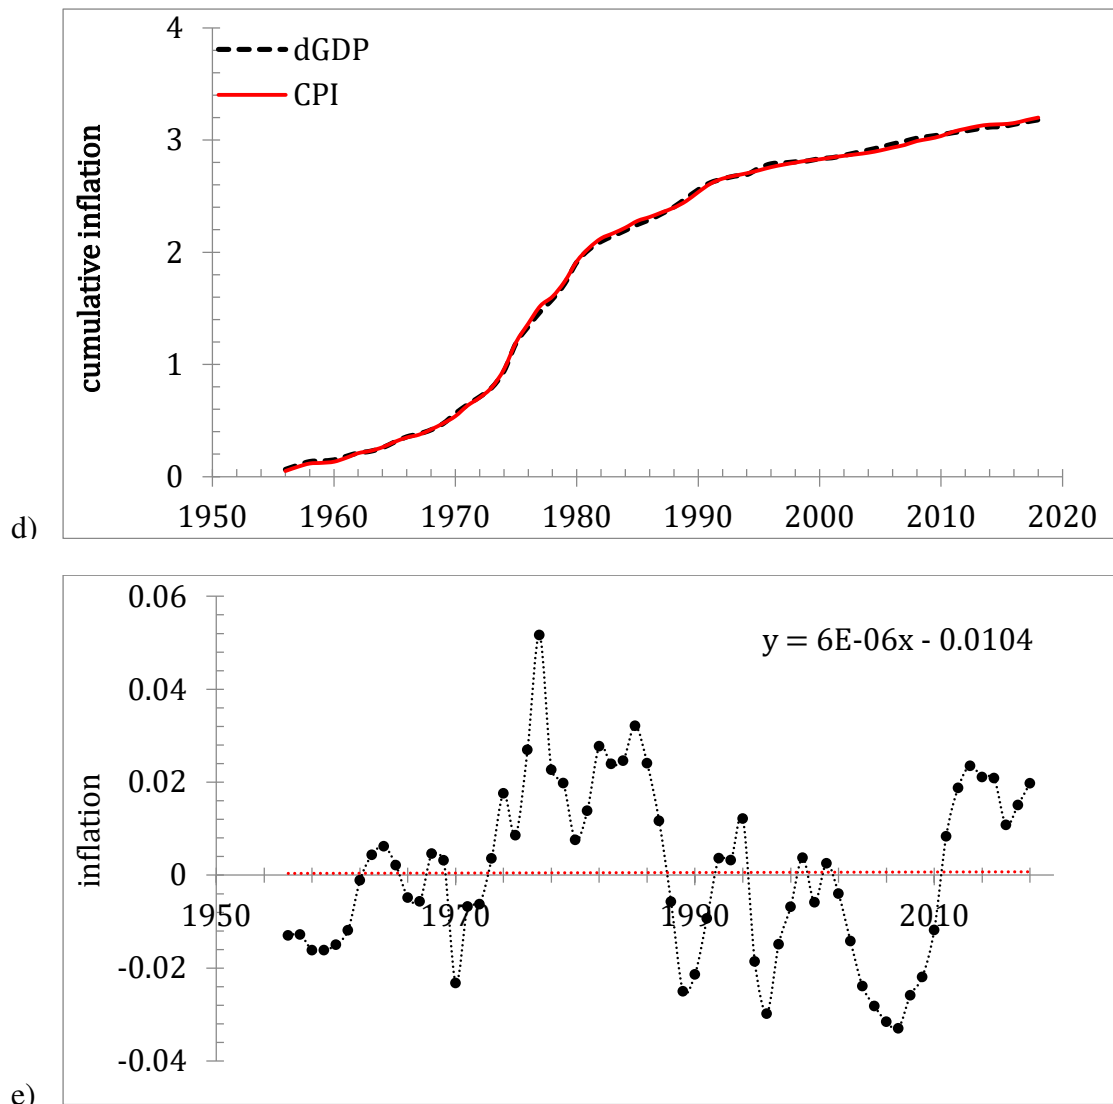 4
dGDP
CPI
3
2
1
0
cumulative inflation
1950 1960 1970 1980 1990 2000 2010 2020
d)
0.06
y = 6E-06x - 0.0104
0.04
0.02
0
inflation
1950 1970 1990 2010
-0.02
-0.04
e)